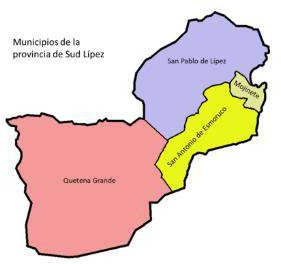 Municipios de la
provincia de Sud Lípez
San Pablo de Lípez
Mojinete
San Antonio de Esmoruco
Quetena Grande